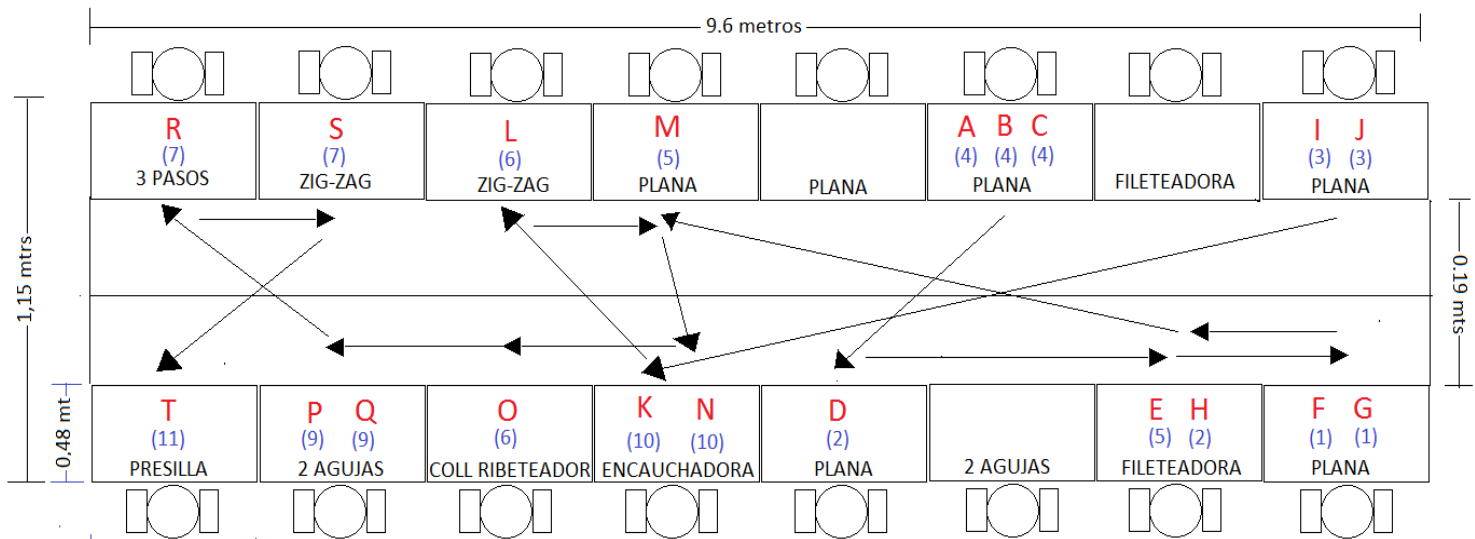 9.6 metros
R
(7)
3 PASOS
S
(7)
ZIG-ZAG
L
(6)
ZIG-ZAG
M
(5)
PLANA
PLANA
A B C
(4) (4) (4)
PLANA
FILETEADORA
I J
(3) (3)
PLANA
1,15 mtrs
0.19 mts
0,48 mt
T
(11)
PRESILLA
P Q
(9) (9)
2 AGUJAS
O
(6)
COLL RIBETEADOR
K N
(10) (10)
ENCAUCHADORA
D
(2)
PLANA
2 AGUJAS
E H
(5) (2)
FILETEADORA
F G
(1) (1)
PLANA